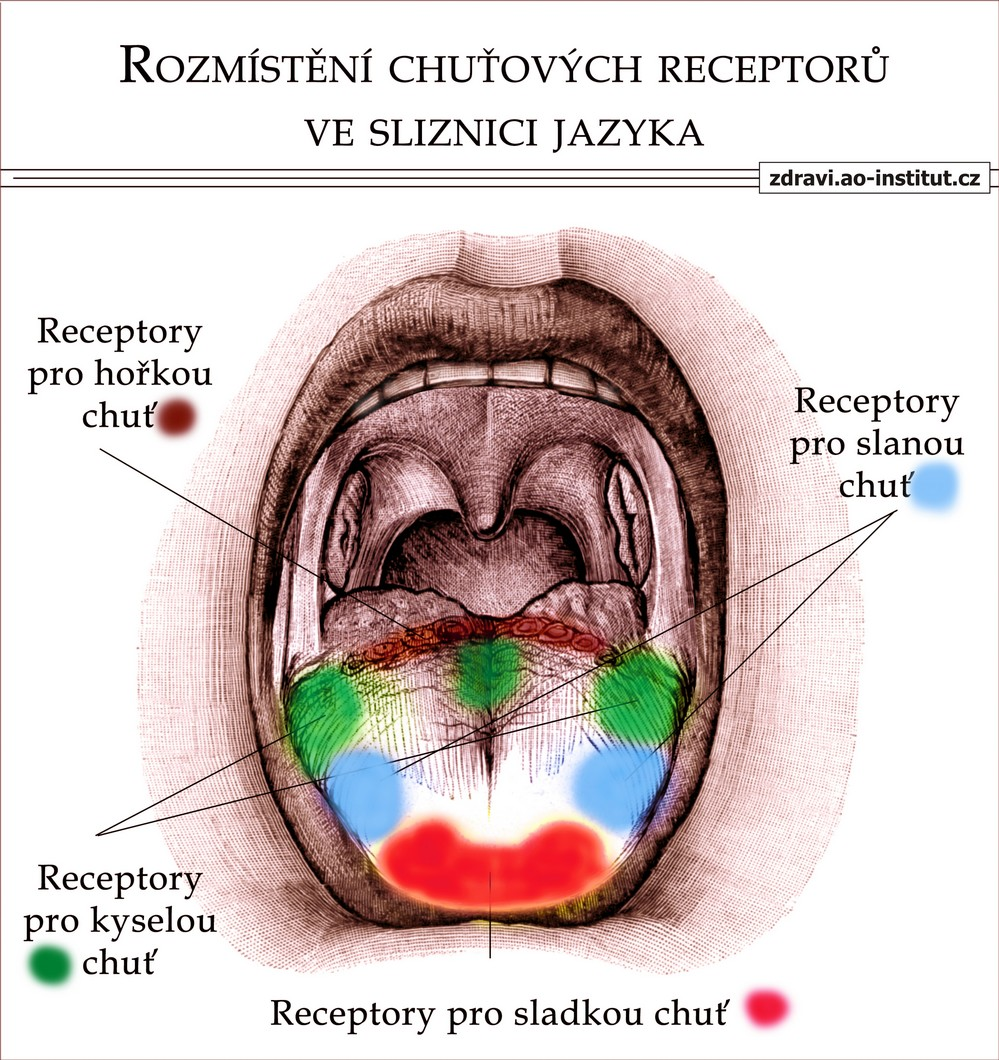 Rozmístění chuťových receptorů
ve sliznici jazyka
zdravi.ao-institut.cz
Receptory
pro hořkou
chuť
Receptory
pro slanou
chuť
Receptory
pro kyselou
chuť
Receptory pro sladkou chuť